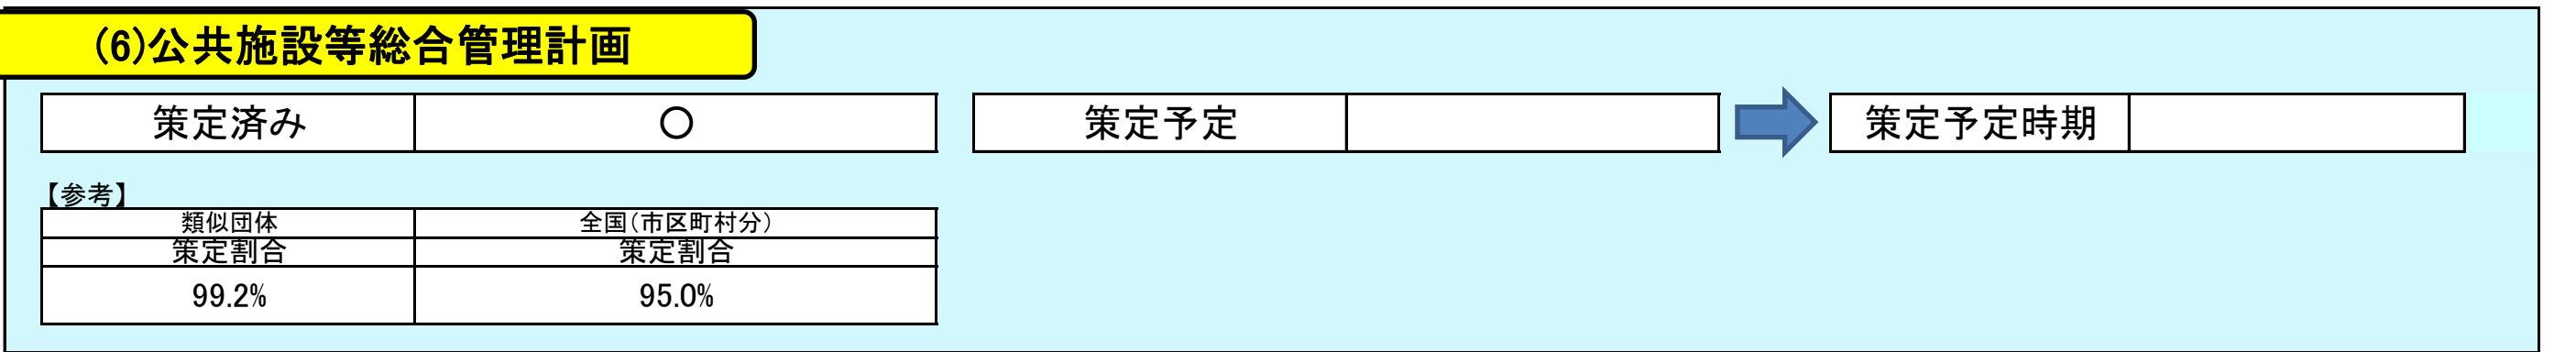 (6)公共施設等総合管理計画
策定済み 〇 策定予定 策定予定時期
【参考】
類似団体 全国(市区町村分)
策定割合 策定割合
99.2% 95.0%